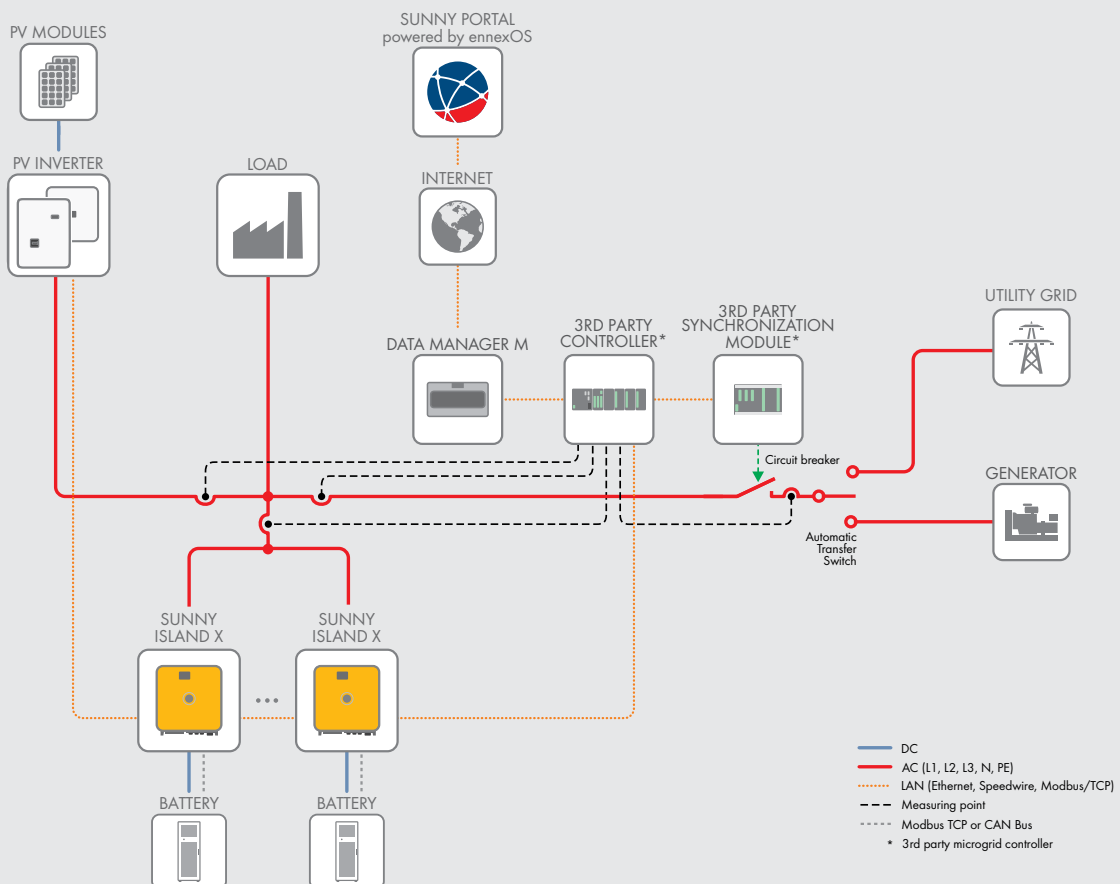 PV MODULES
SUNNY PORTAL
powered by ennexOS
PV INVERTER
LOAD
INTERNET
DATA MANAGER M
3RD PARTY
CONTROLLER*
3RD PARTY
SYNCHRONIZATION
MODULE*
UTILITY GRID
Circuit breaker
GENERATOR
Automatic
Transfer
Switch
SUNNY
ISLAND X
SUNNY
ISLAND X
BATTERY
BATTERY
DC
AC (L1, L2, L3, N, PE)
LAN (Ethernet, Speedwire, Modbus/TCP)
Measuring point
Modbus TCP or CAN Bus
* 3rd party microgrid controller